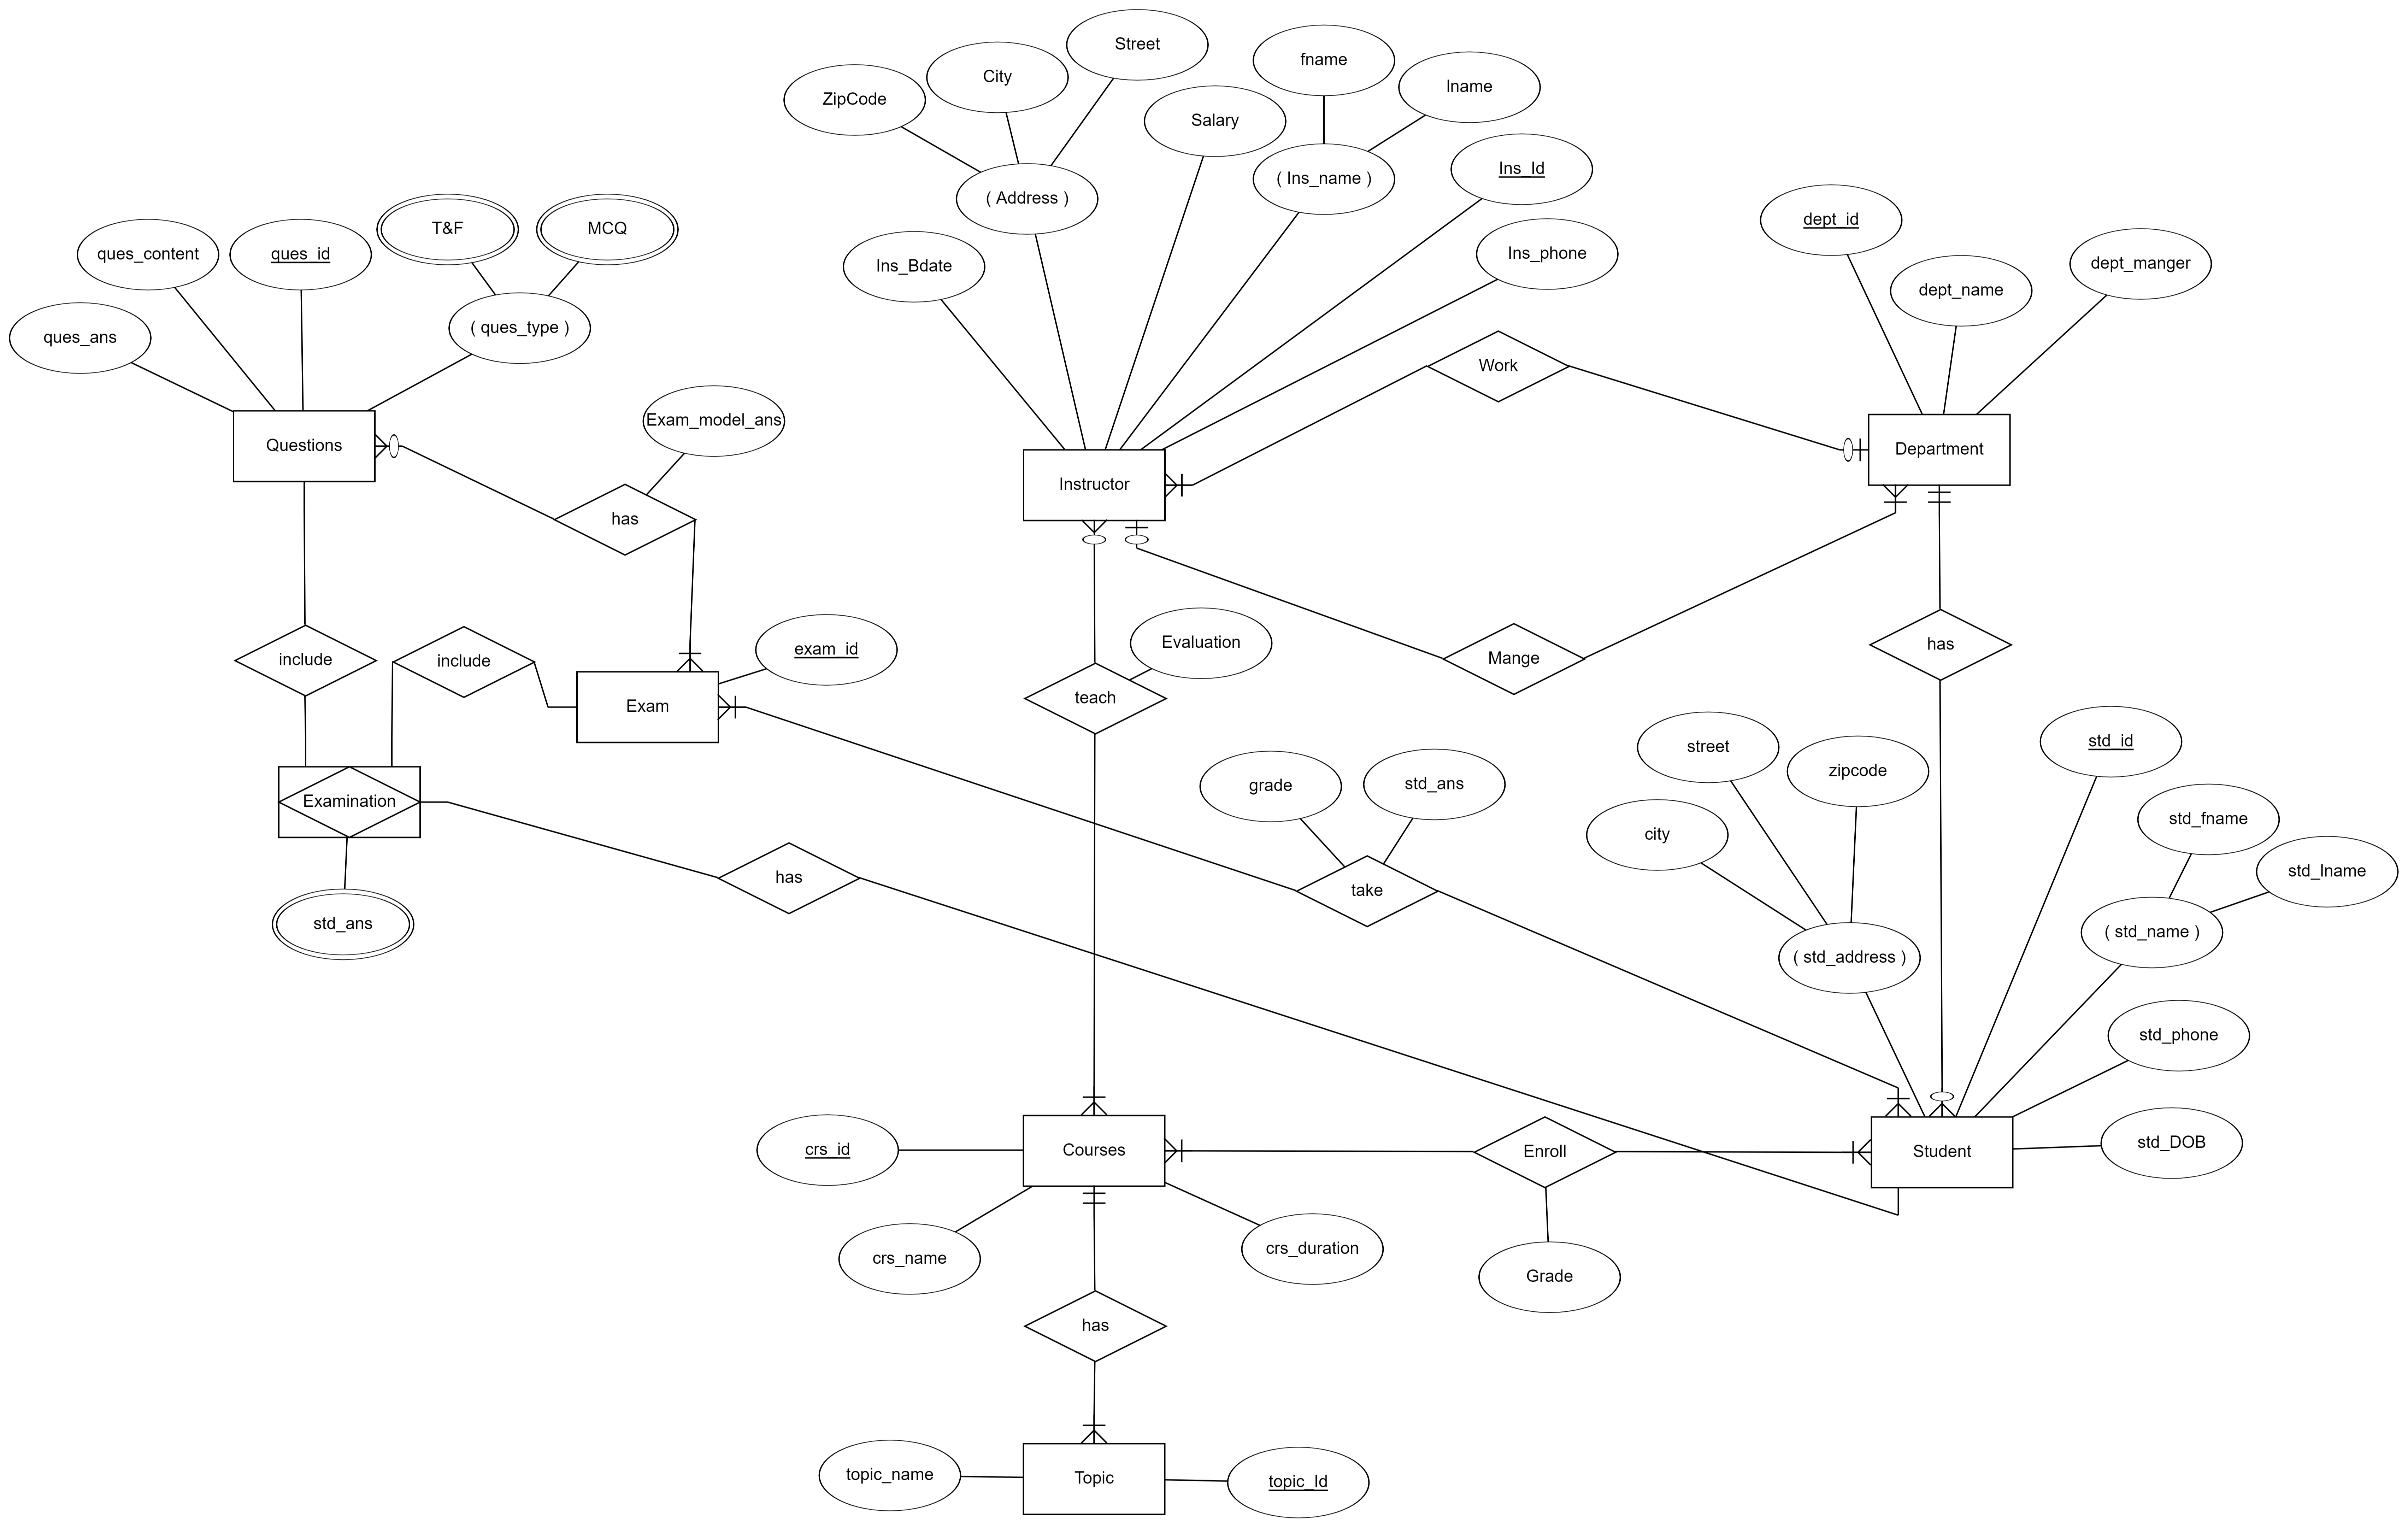 Street
fname
City
lname
ZipCode
Salary
Ins_Id
( Ins_name )
( Address )
dept_id
T&F
MCQ
ques_content
ques_id
Ins_phone
dept_manger
Ins_Bdate
dept_name
( ques_type )
ques_ans
Work
Exam_model_ans
Questions
Department
Instructor
has
Evaluation
has
exam_id
Mange
include
include
teach
Exam
std_id
street
zipcode
grade
std_ans
Examination
std_fname
city
std_lname
has
take
std_ans
( std_name )
( std_address )
std_phone
std_DOB
crs_id
Courses
Enroll
Student
crs_name
crs_duration
Grade
has
topic_name
Topic
topic_Id